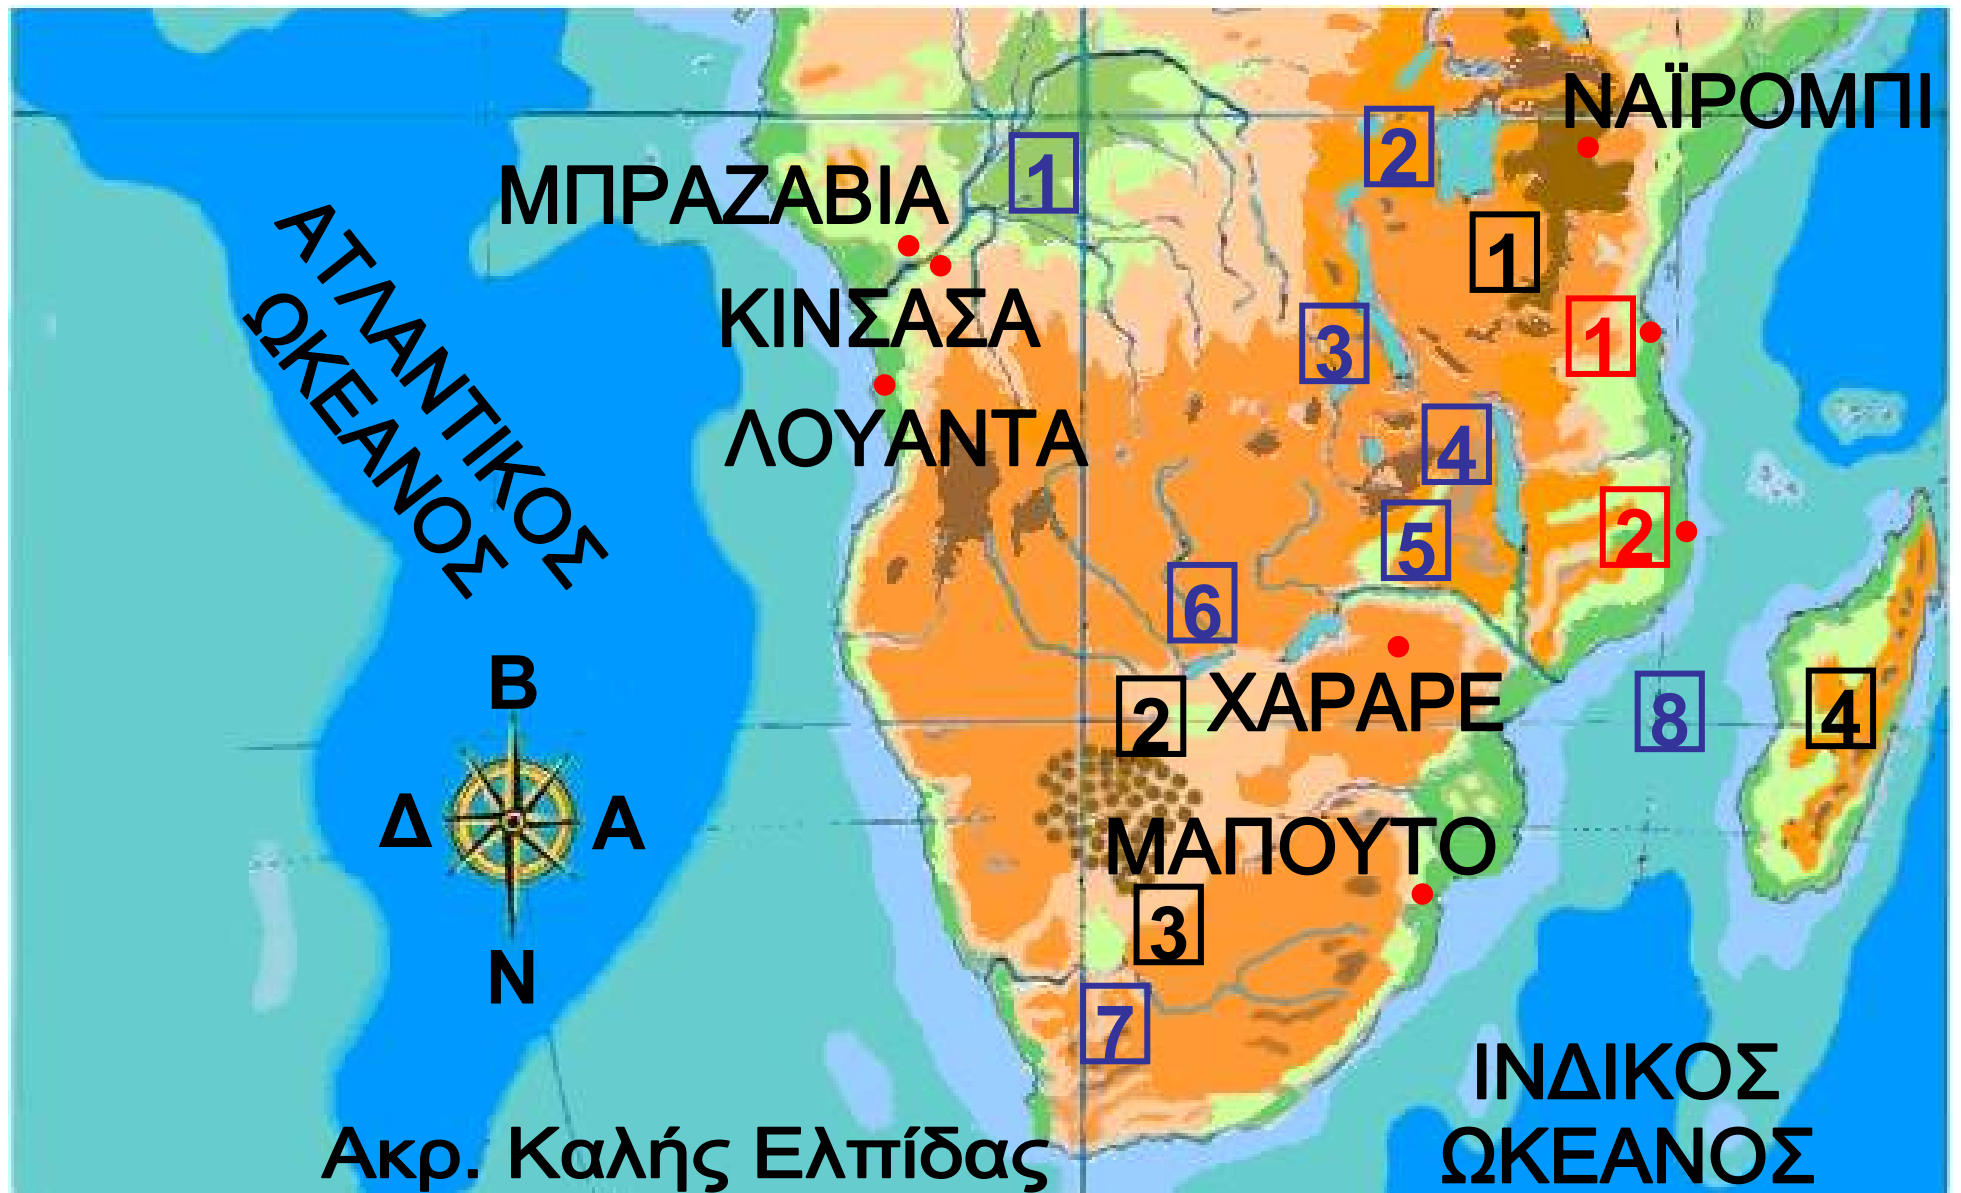 ΝΑΪΡΟΜΠΙ
1
2
ΜΠΡΑΖΑΒΙΑ
1
ΑΤΛΑΝΤΙΚΟΣ
ΩΚΕΑΝΟΣ
ΚΙΝΣΑΣΑ
3
1
ΛΟΥΑΝΤΑ
4
5
2
6
Β
ΧΑΡΑΡΕ
2
8
4
Δ
Α
ΜΑΠΟΥΤΟ
3
Ν
7
ΙΝΔΙΚΟΣ
ΩΚΕΑΝΟΣ
Ακρ. Καλής Ελπίδας